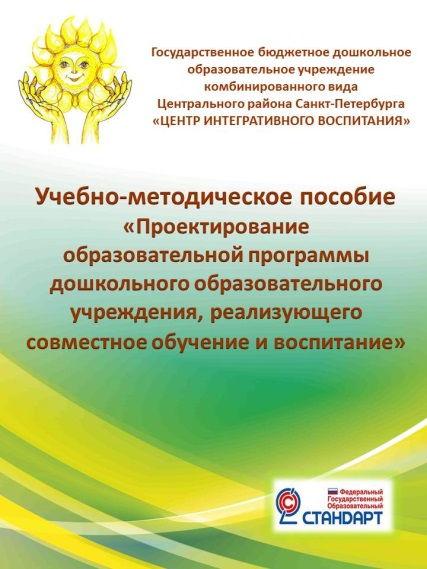 Государственное бюджетное дошкольное
образовательное учреждение
комбинированного вида
Центрального района Санкт-Петербурга
«ЦЕНТР ИНТЕГРАТИВНОГО ВОСПИТАНИЯ»
Учебно-методическое пособие
«Проектирование
образовательной программы
дошкольного образовательного
учреждения, реализующего
совместное обучение и воспитание»
Федеральный
Государственный
Образовательный
СТАНДАРТ